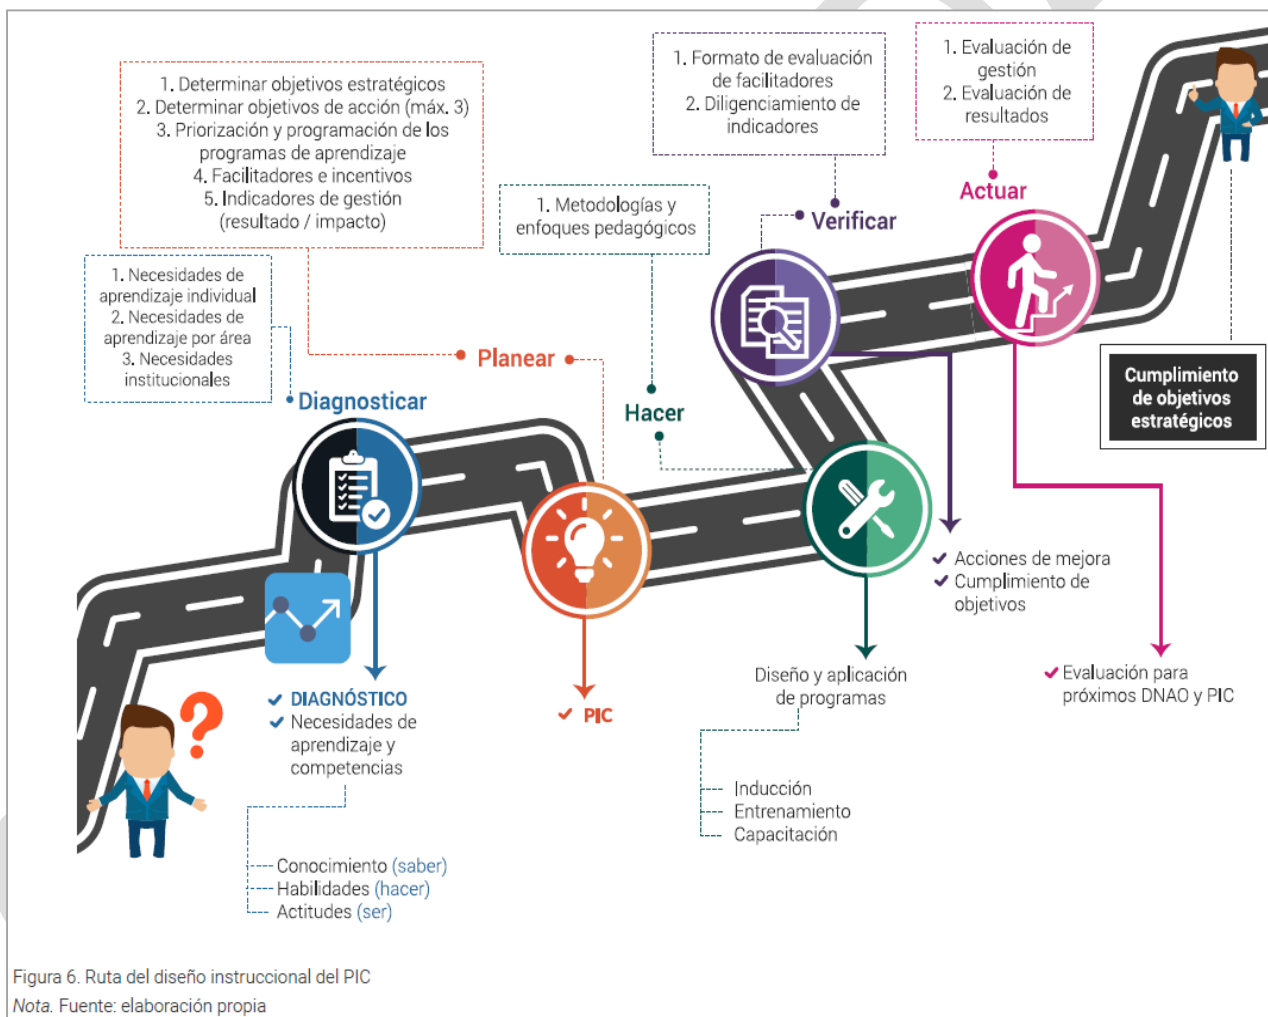 1. Determinar objetivos estratégicos
2. Determinar objetivos de acción (máx. 3)
3. Priorización y programación de los
programas de aprendizaje
4. Facilitadores e incentivos
5. Indicadores de gestión
(resultado / impacto)
1. Formato de evaluación
de facilitadores
2. Diligenciamiento de
indicadores
1. Evaluación de
gestión
2. Evaluación de
resultados
1. Metodologías y
enfoques pedagógicos
1. Necesidades de
aprendizaje individual
2. Necesidades de
aprendizaje por área
3. Necesidades
institucionales
Diagnosticar
Planear
Hacer
Verificar
Actuar
Cumplimiento
de objetivos
estratégicos
?
DIAGNÓSTICO
Necesidades de
aprendizaje y
competencias
Conocimiento (saber)
Habilidades (hacer)
Actitudes (ser)
PIC
Diseño y aplicación
de programas
Inducción
Entrenamiento
Capacitación
Acciones de mejora
Cumplimiento de
objetivos
Evaluación para
próximos DNAO y PIC
Figura 6. Ruta del diseño instruccional del PIC
Nota. Fuente: elaboración propia